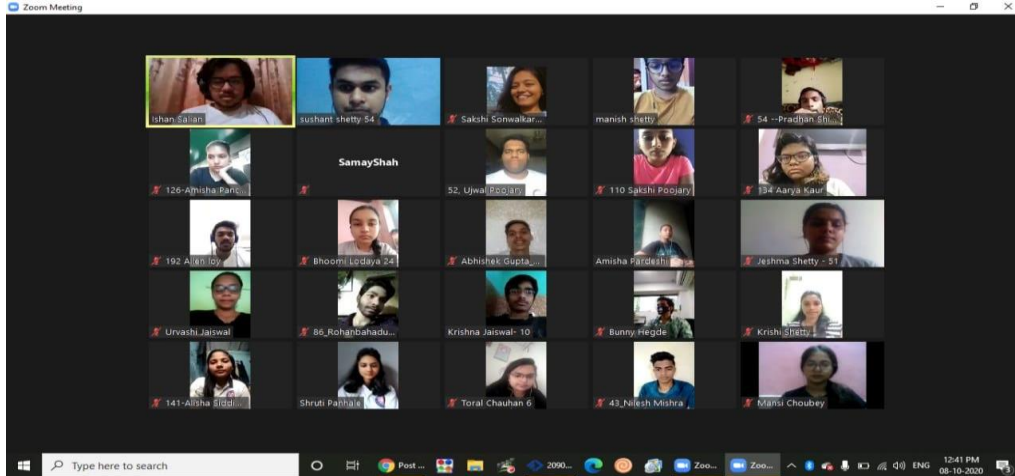 Zoom Meeting
Ishan Salian
sushant shetty 54
Sakshi Sonwalkar...
manish shetty
54 --Pradhan Shi...
126-Amisha Panc...
SamayShah
52, Ujwal Poojary
110 Sakshi Poojary
134 Aarya Kaur
192 Allen loy
Bhoomi Lodaya 24
Abhishek Gupta_...
Amisha Pardeshi
Jeshma Shetty - 51
Urvashi Jaiswal
86_Rohanbahadu...
Krishna Jaiswal- 10
Bunny Hegde
Krishi Shetty
141-Alisha Siddi...
Shruti Panhale
Toral Chauhan 6
43_Nilesh Mishra
Mansi Choubey
Type here to search
Post ...
2090...
Zoo...
Zoo...
ENG
12:41 PM
08-10-2020